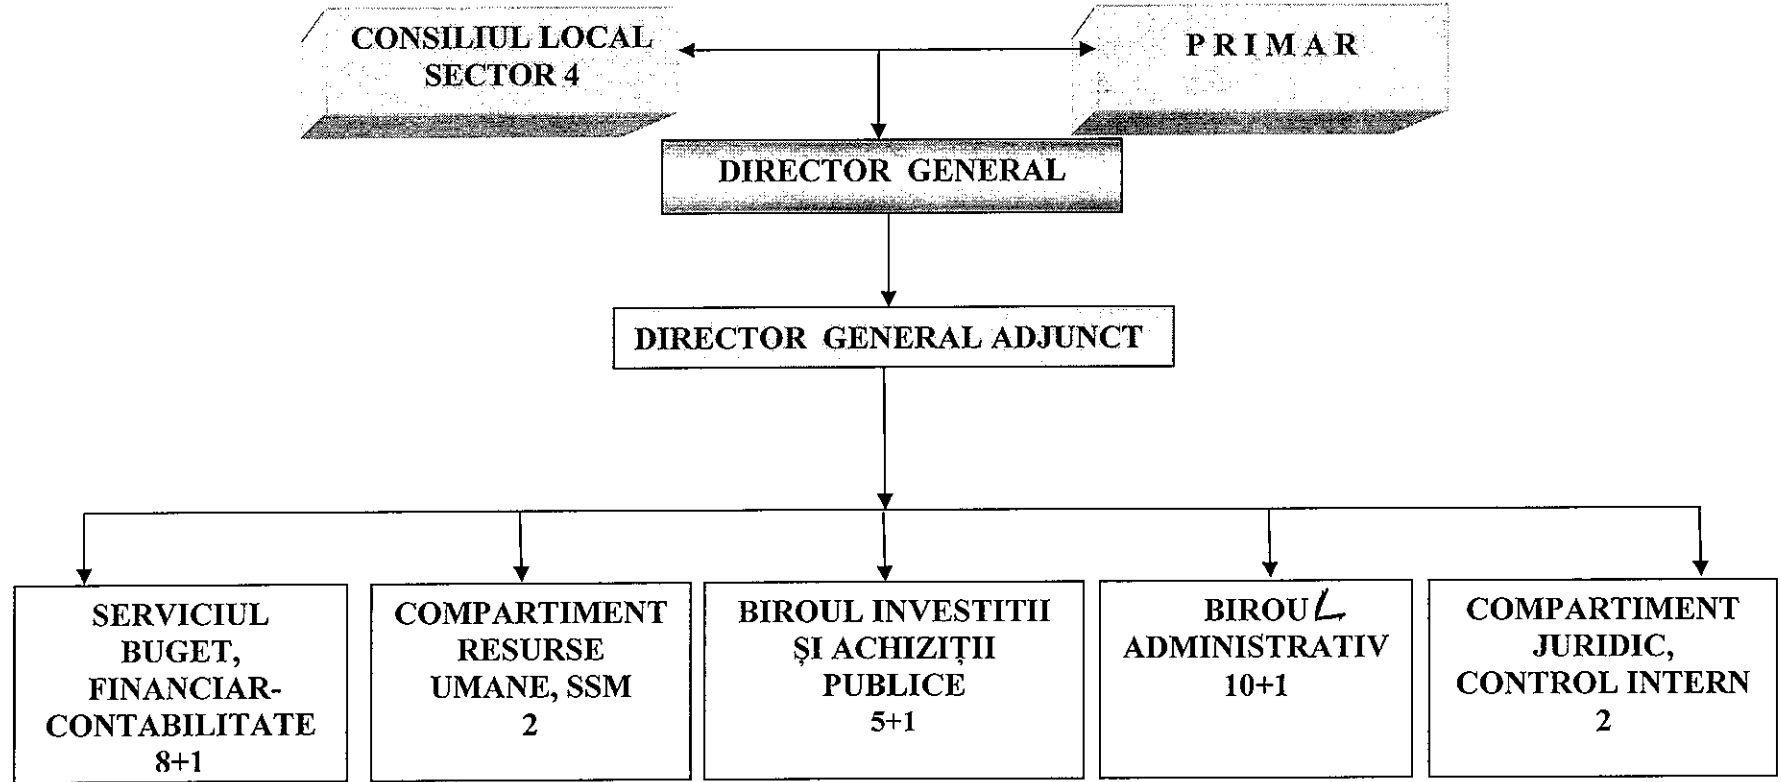 CONSILIUL LOCAL
SECTOR 4
P R I M A R
DIRECTOR GENERAL
DIRECTOR GENERAL ADJUNCT
SERVICIUL
BUGET,
FINANCIAR-
CONTABILITATE
8+1
COMPARTIMENT
RESURSE
UMANE, SSM
2
BIROUL INVESTITII
ȘI ACHIZIȚII
PUBLICE
5+1
BIROUL
ADMINISTRATIV
10+1
COMPARTIMENT
JURIDIC,
CONTROL INTERN
2